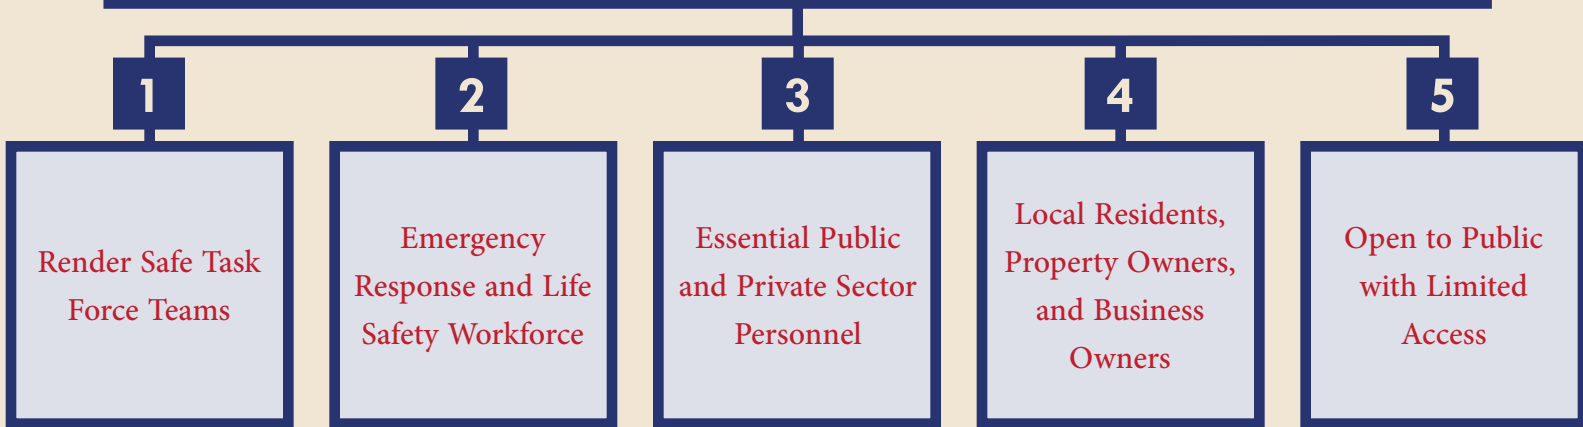 1
Render Safe Task
Force Teams
2
Emergency
Response and Life
Safety Workforce
3
Essential Public
and Private Sector
Personnel
4
Local Residents,
Property Owners,
and Business
Owners
5
Open to Public
with Limited
Access